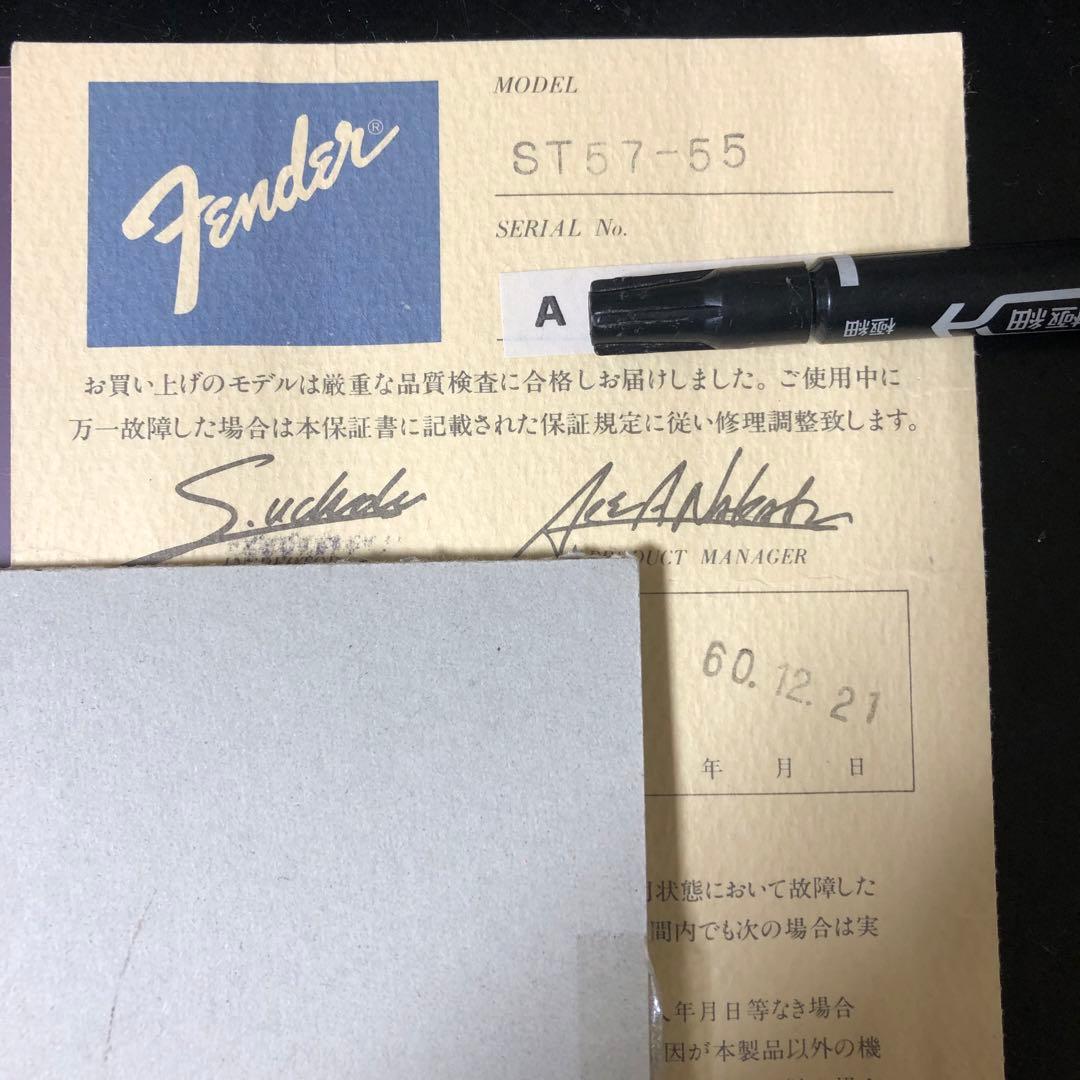 Fender®
MODEL
ST57-55
SERIAL No.
A
極細
極細
お買い上げのモデルは厳重な品質検査に合格しお届けしました。ご使用中に
万一故障した場合は本保証書に記載された保証規定に従い修理調整致します。
PRODUCT MANAGER
60.12.21
年 月 日
状態において故障した
間内でも次の場合は実
年月日等なき場合
因が本製品以外の機